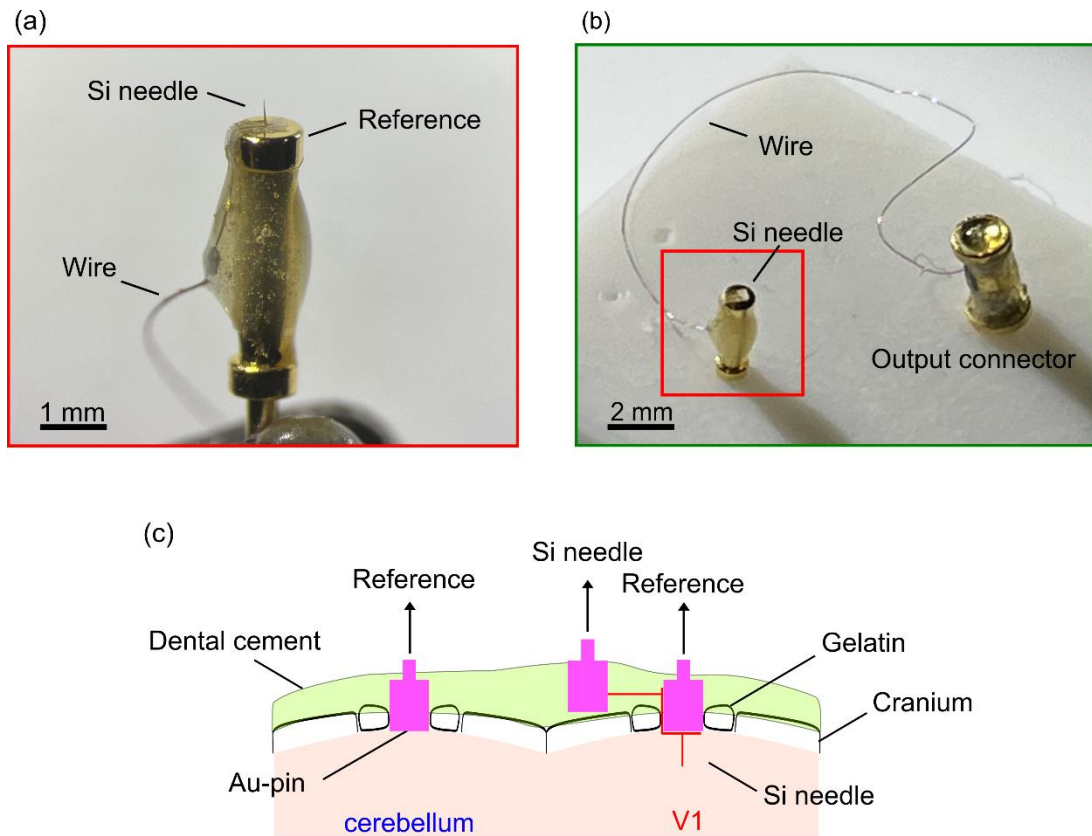 (a)
Si needle
Reference
Wire
1 mm
(b)
Wire
Si needle
Output connector
2 mm
(c)
Si needle
Reference
Reference
Dental cement
Gelatin
Cranium
Au-pin
Si needle
cerebellum
V1